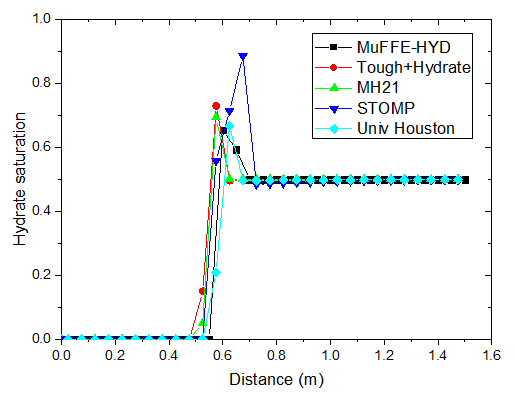 1.0
0.8
0.6
0.4
0.2
0.0
Hydrate saturation
MuFFE-HYD
Tough+Hydrate
MH21
STOMP
Univ Houston
0.0 0.2 0.4 0.6 0.8 1.0 1.2 1.4 1.6
Distance (m)